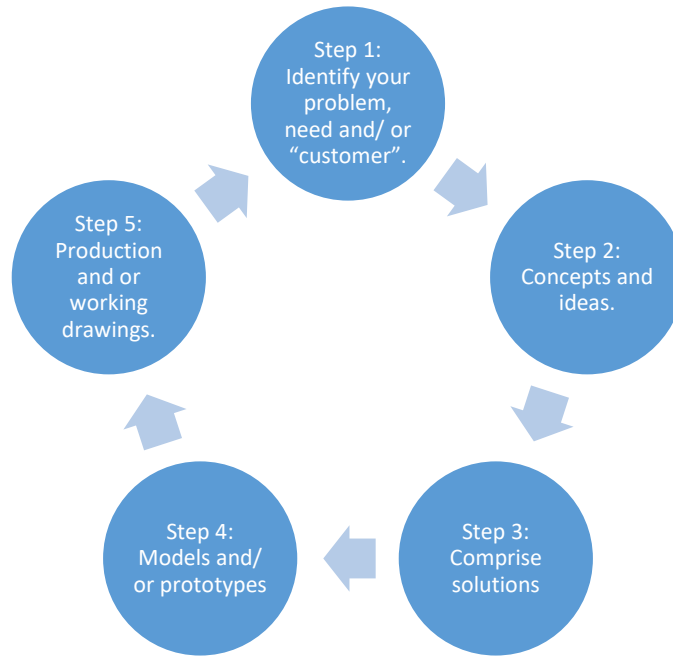 Step 1:
Identify your
problem,
need and/ or
“customer”.
Step 2:
Concepts and
ideas.
Step 3:
Comprise
solutions
Step 4:
Models and/
or prototypes
Step 5:
Production
and or
working
drawings.